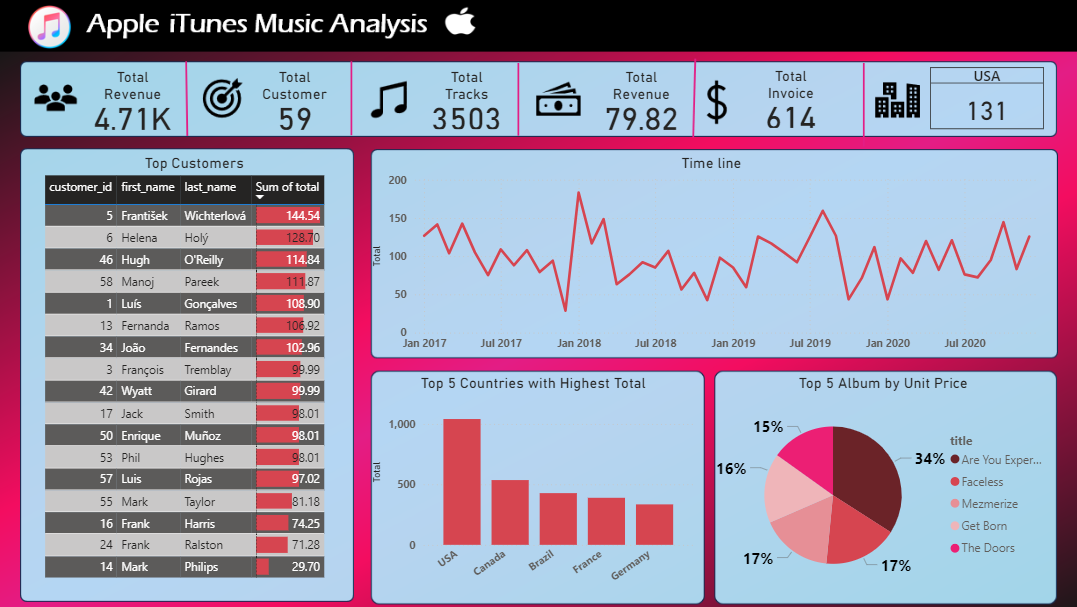 Apple iTunes Music Analysis
Total
Revenue
4.71K
Total
Customer
59
Total
Tracks
3503
Total
Revenue
79.82
Total
Invoice
614
USA
131
Top Customers
customer_id first_name last_name Sum of total
5 František Wichterlová 144.54
6 Helena Holý 128.70
46 Hugh O'Reilly 114.84
58 Manoj Pareek 111.87
1 Luís Gonçalves 108.90
13 Fernanda Ramos 106.92
34 João Fernandes 102.96
3 François Tremblay 99.99
42 Wyatt Girard 99.99
17 Jack Smith 98.01
50 Enrique Muñoz 98.01
53 Phil Hughes 98.01
57 Luis Rojas 97.02
55 Mark Taylor 81.18
16 Frank Harris 74.25
24 Frank Ralston 71.28
14 Mark Philips 29.70
Time line
Total
200
150
100
50
0
Jan 2017 Jul 2017 Jan 2018 Jul 2018 Jan 2019 Jul 2019 Jan 2020 Jul 2020
Top 5 Countries with Highest Total
Total
1,000
500
0
USA Canada Brazil France Germany
Top 5 Album by Unit Price
15%
16%
17%
17%
34%
title
Are You Exper...
Faceless
Mezmerize
Get Born
The Doors